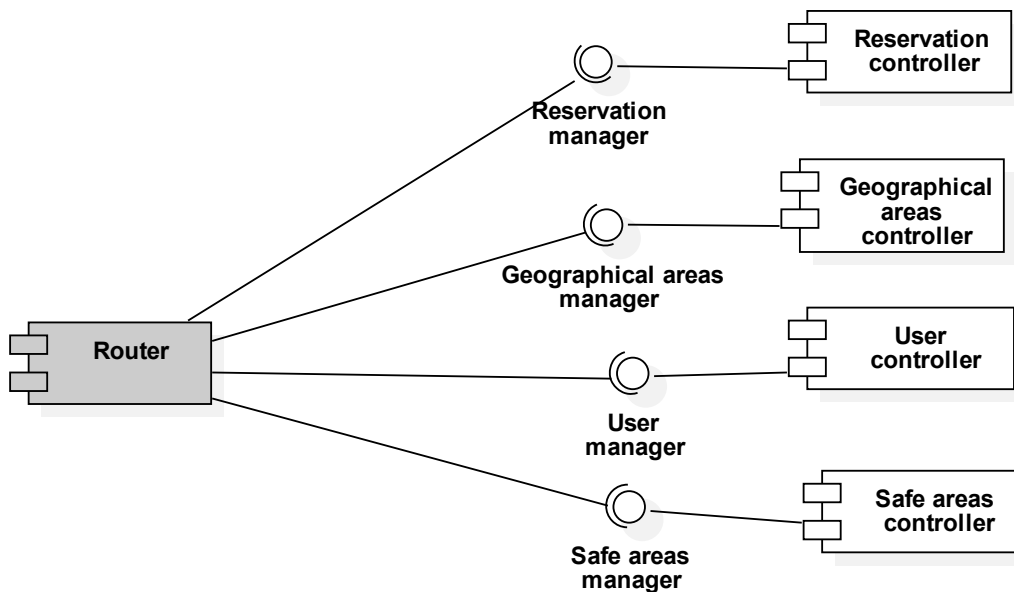 Reservation
controller
Reservation
manager
Geographical
areas
controller
Geographical areas
manager
Router
User
controller
User
manager
Safe areas
controller
Safe areas
manager